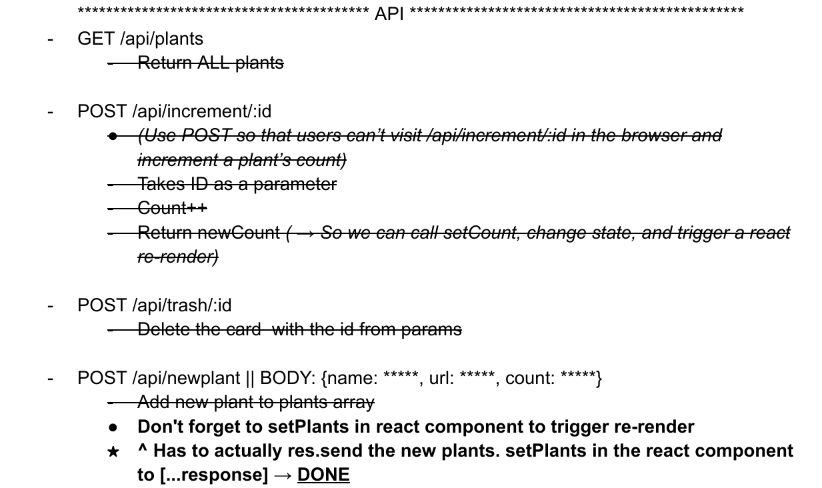 ***************************************** API ***********************************************
- GET /api/plants
- Return ALL plants
- POST /api/increment/:id
● (Use POST so that users can’t visit /api/increment/:id in the browser and
increment a plant’s count)
- Takes ID as a parameter
- Count++
- Return newCount ( → So we can call setCount, change state, and trigger a react
re-render)
- POST /api/trash/:id
- Delete the card  with the id from params
- POST /api/newplant || BODY: {name: *****, url: *****, count: *****}
- Add new plant to plants array
● Don't forget to setPlants in react component to trigger re-render
★ ^ Has to actually res.send the new plants. setPlants in the react component
to [...response] → DONE